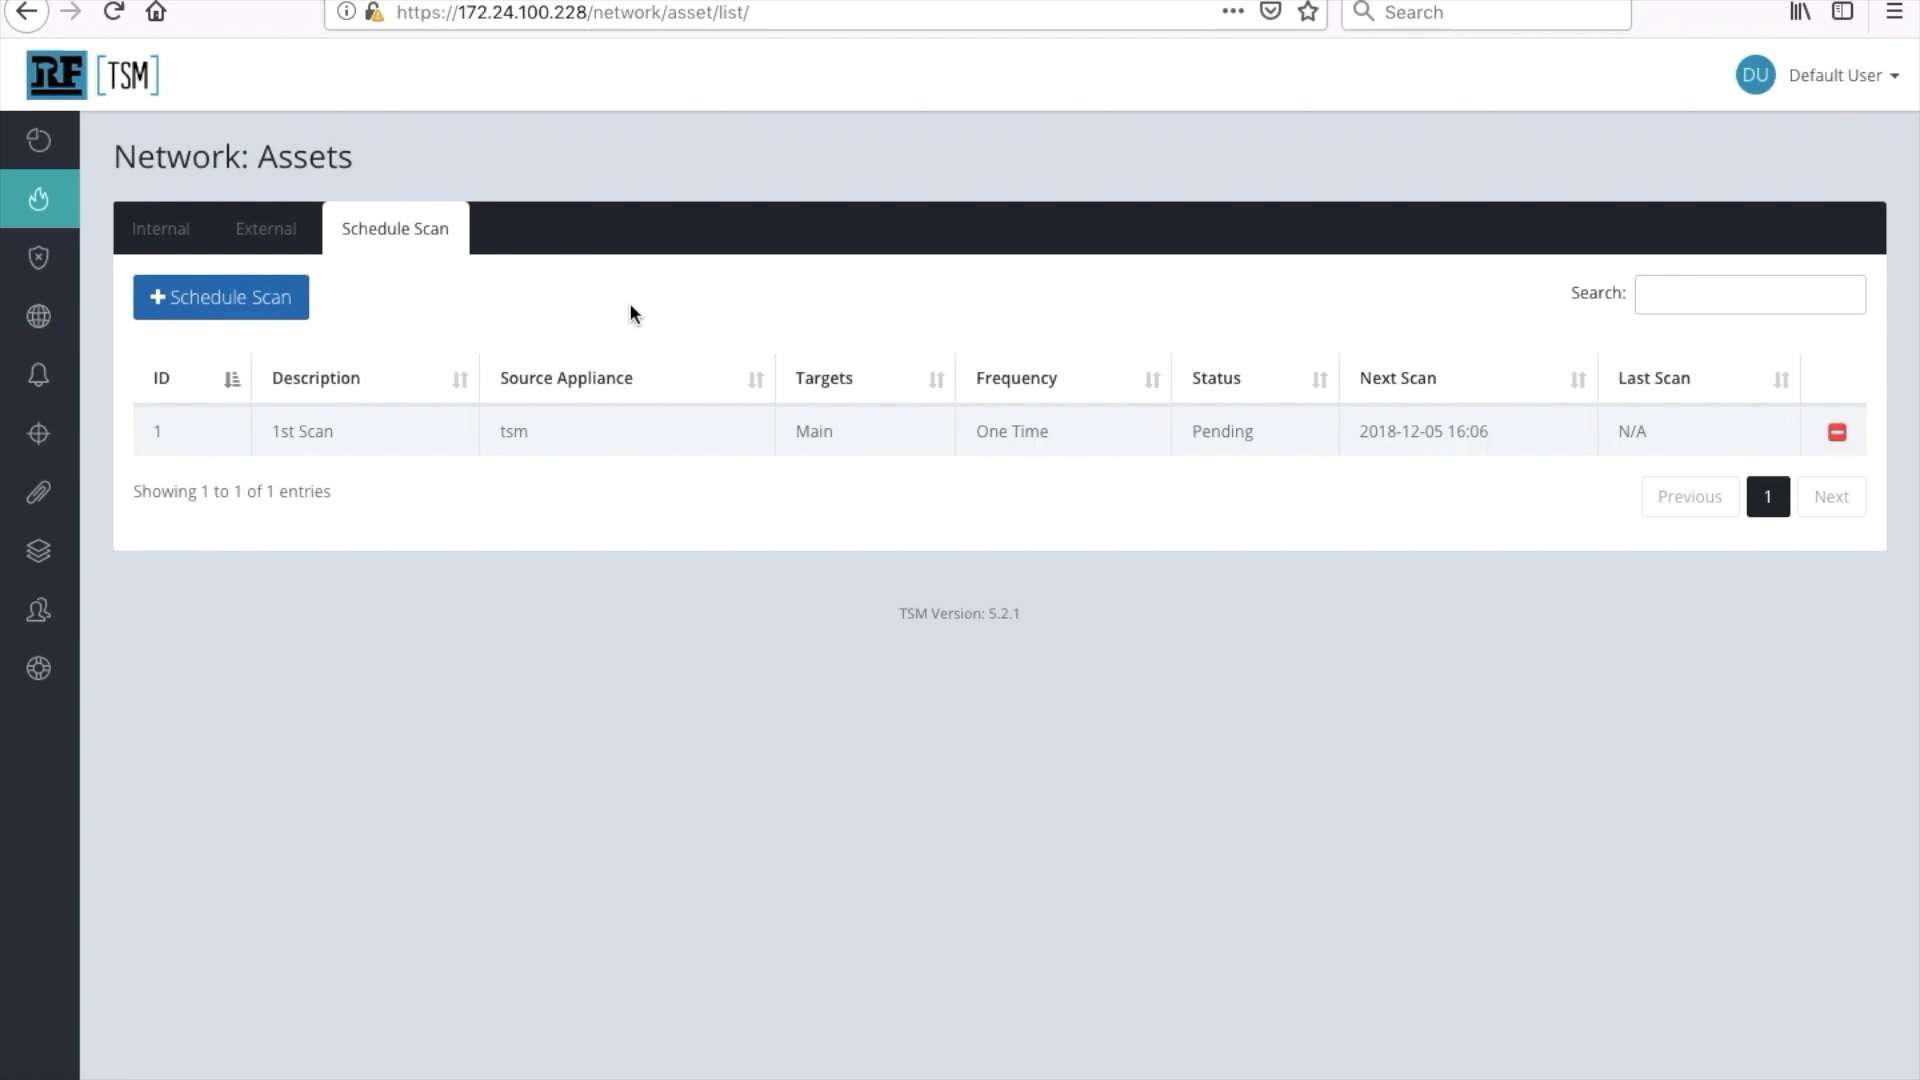 https://172.24.100.228/network/asset/list/
Search
RF [TSM]
DU Default User
Network: Assets
Internal External Schedule Scan
Schedule Scan
Search:
ID Description Source Appliance Targets Frequency Status Next Scan Last Scan
1 1st Scan tsm Main One Time Pending 2018-12-05 16:06 N/A
Showing 1 to 1 of 1 entries
Previous 1 Next
TSM Version: 5.2.1